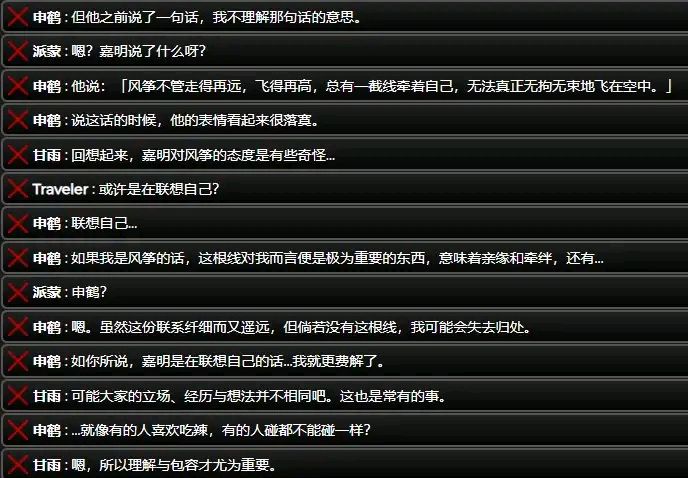 申鹤 : 但他之前说了一句话，我不理解那句话的意思。
派蒙 : 嗯？嘉明说了什么呀？
申鹤 : 他说：「风筝不管走得再远，飞得再高，总有一截线牵着自己，无法真正无拘无束地飞在空中。」
申鹤 : 说这话的时候，他的表情看起来很落寞。
甘雨 : 回想起来，嘉明对风筝的态度是有些奇怪...
Traveler : 或许是在联想自己？
申鹤 : 联想自己...
申鹤 : 如果我是风筝的话，这根线对我而言便是极为重要的东西，意味着亲缘和牵绊，还有...
派蒙 : 申鹤？
申鹤 : 嗯。虽然这份联系纤细而又遥远，但倘若没有这根线，我可能会失去归处。
申鹤 : 如你所说，嘉明是在联想自己的话...我就更费解了。
甘雨 : 可能大家的立场、经历与想法并不相同吧。这也是常有的事。
申鹤 : ...就像有的人喜欢吃辣，有的人碰都不能碰一样？
甘雨 : 嗯，所以理解与包容才尤为重要。